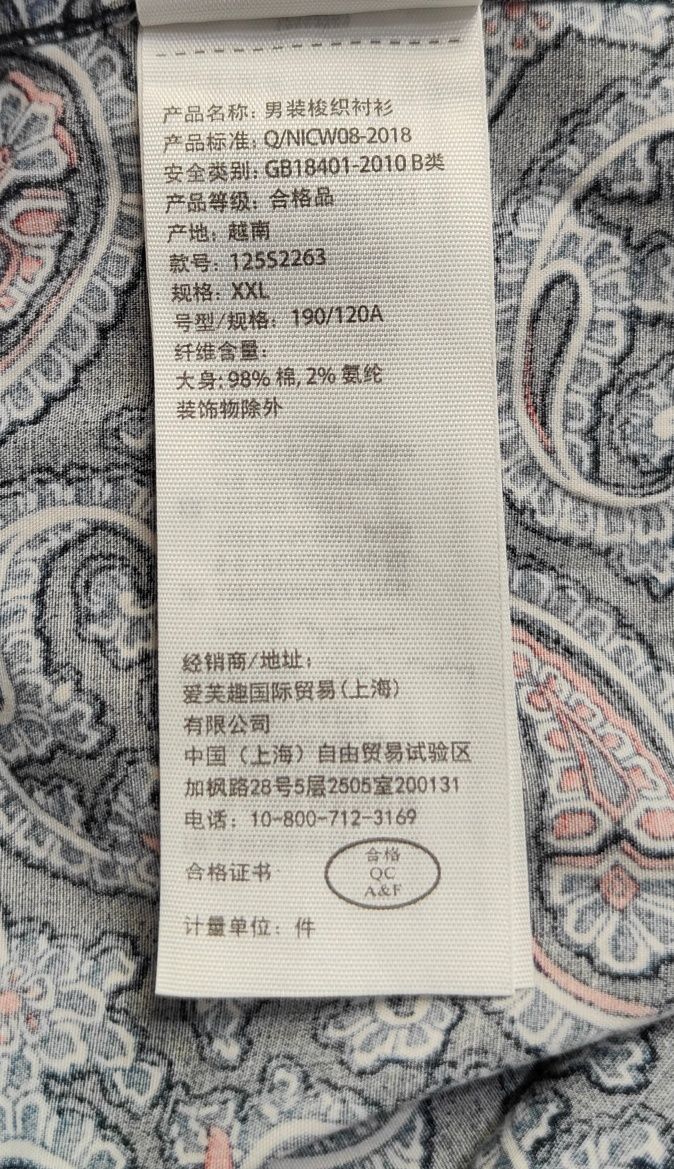 产品名称: 男装梭织衬衫
产品标准: Q/NICW08-2018
安全类别: GB18401-2010 B类
产品等级: 合格品
产地: 越南
款号: 125S2263
规格: XXL
号型/规格: 190/120A
纤维含量:
大身: 98% 棉, 2% 氨纶
装饰物除外
经销商/地址:
爱芙趣国际贸易(上海)
有限公司
中国 (上海) 自由贸易试验区
加枫路28号5层2505室200131
电话: 10-800-712-3169
合格证书
合格
QC
A&F
计量单位: 件